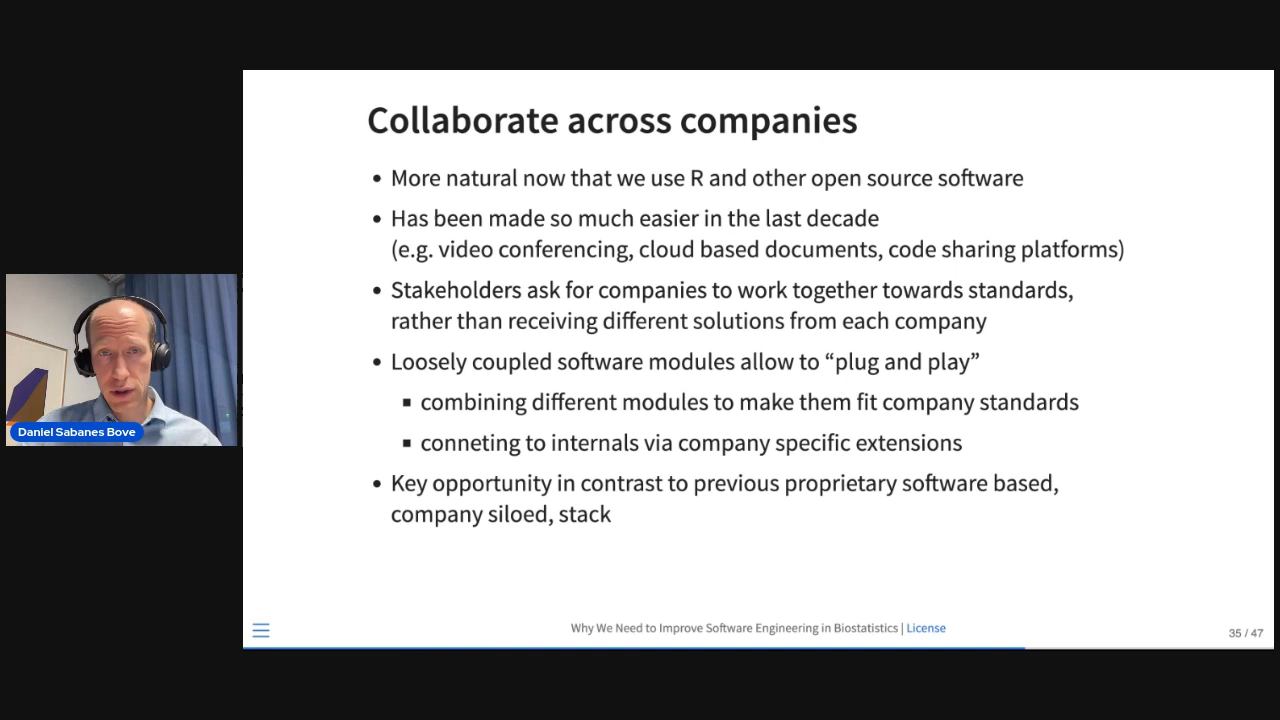 Collaborate across companies
• More natural now that we use R and other open source software
• Has been made so much easier in the last decade
(e.g. video conferencing, cloud based documents, code sharing platforms)
• Stakeholders ask for companies to work together towards standards,
rather than receiving different solutions from each company
• Loosely coupled software modules allow to “plug and play”
▪ combining different modules to make them fit company standards
▪ conneting to internals via company specific extensions
• Key opportunity in contrast to previous proprietary software based,
company siloed, stack
Daniel Sabanes Bove
Why We Need to Improve Software Engineering in Biostatistics | License
35 / 47